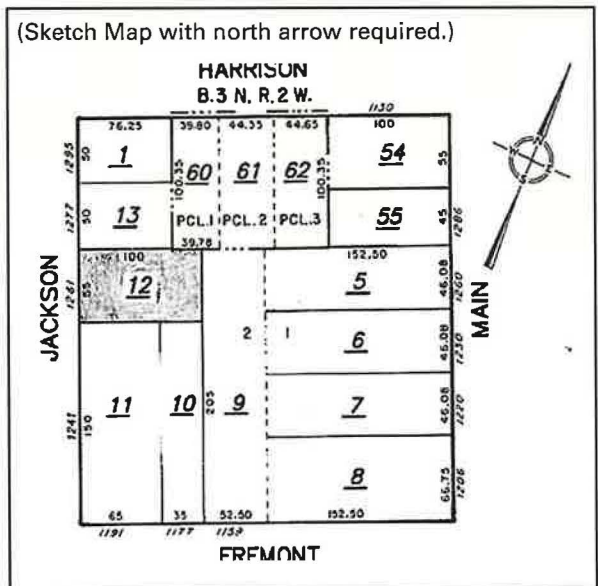 (Sketch Map with north arrow required.)
HARRISON
B.3 N. R.2 W.
1130
76.25 39.80 44.35 44.65 100
1295 50 1 60 61 62 54 55
100.35 100.35
1277 50 13 PCL.1 PCL.2 PCL.3 55 45 1286
39.78
100 152.50
1261 55 12 5 46.08 1260
JACKSON
MAIN
2 1 6 46.08 1230
1241 150 11 10 205 9 7 46.08 1220
8 66.75 1206
65 35 52.50 152.50
1191 1177 1159
FREMONT
N
W E
S